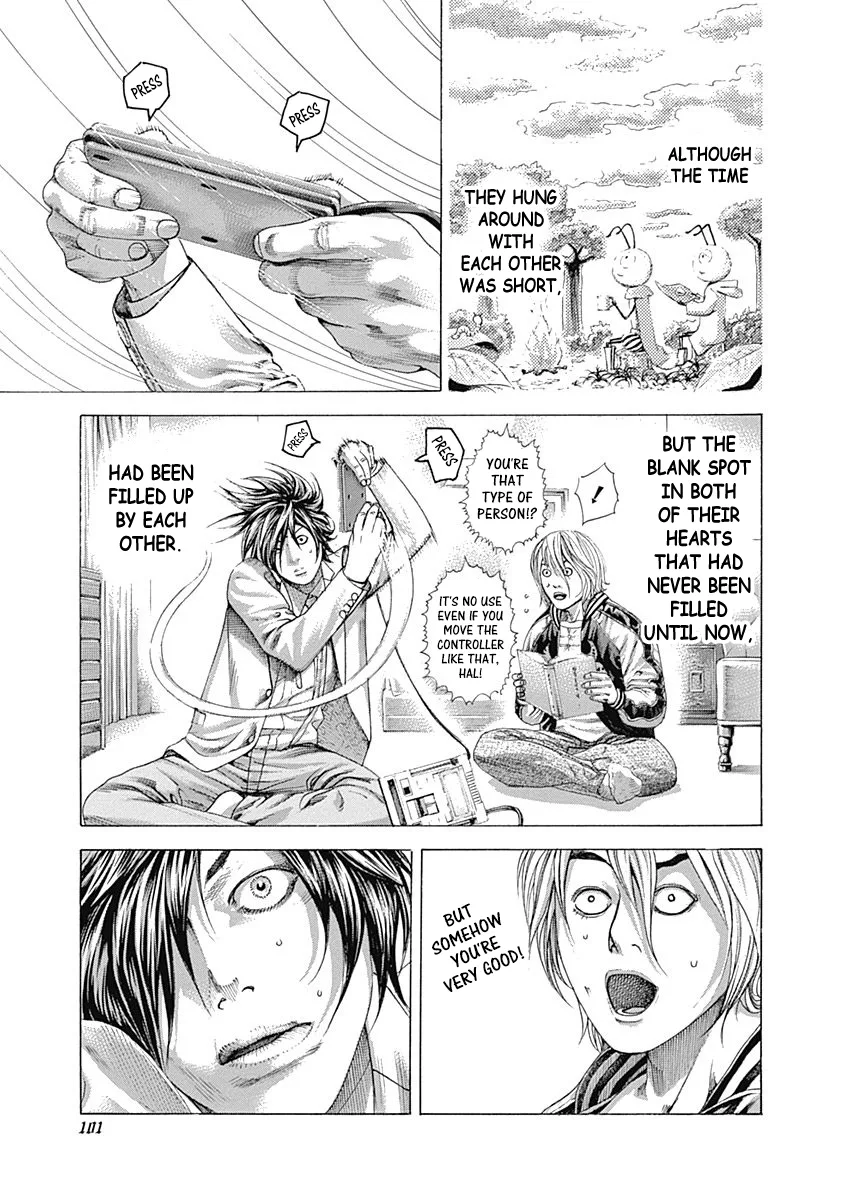 ALTHOUGH
THE TIME
THEY HUNG
AROUND
WITH
EACH OTHER
WAS SHORT,
PRESS
PRESS
BUT THE
BLANK SPOT
IN BOTH
OF THEIR
HEARTS
THAT HAD
NEVER BEEN
FILLED
UNTIL NOW,
!
YOU'RE
THAT
TYPE OF
PERSON!?
IT'S NO USE
EVEN IF YOU
MOVE THE
CONTROLLER
LIKE THAT,
HAL!
PRESS
PRESS
HAD BEEN
FILLED UP
BY EACH
OTHER.
BUT
SOMEHOW
YOU'RE
VERY GOOD!
101